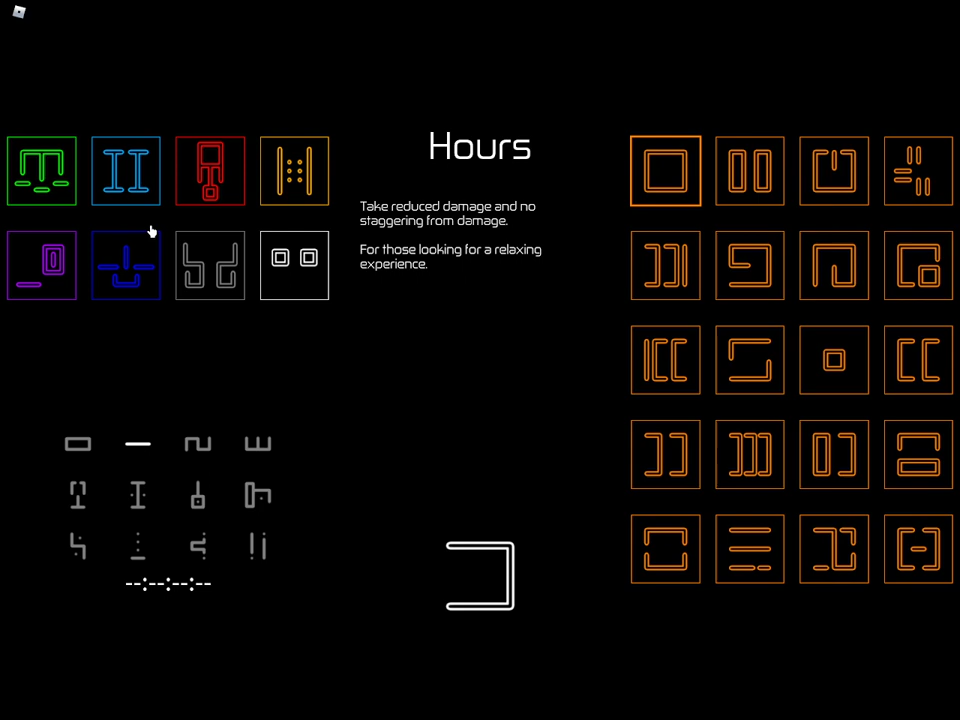 Hours
Take reduced damage and no
staggering from damage.
For those looking for a relaxing
experience.
--:--:--:--